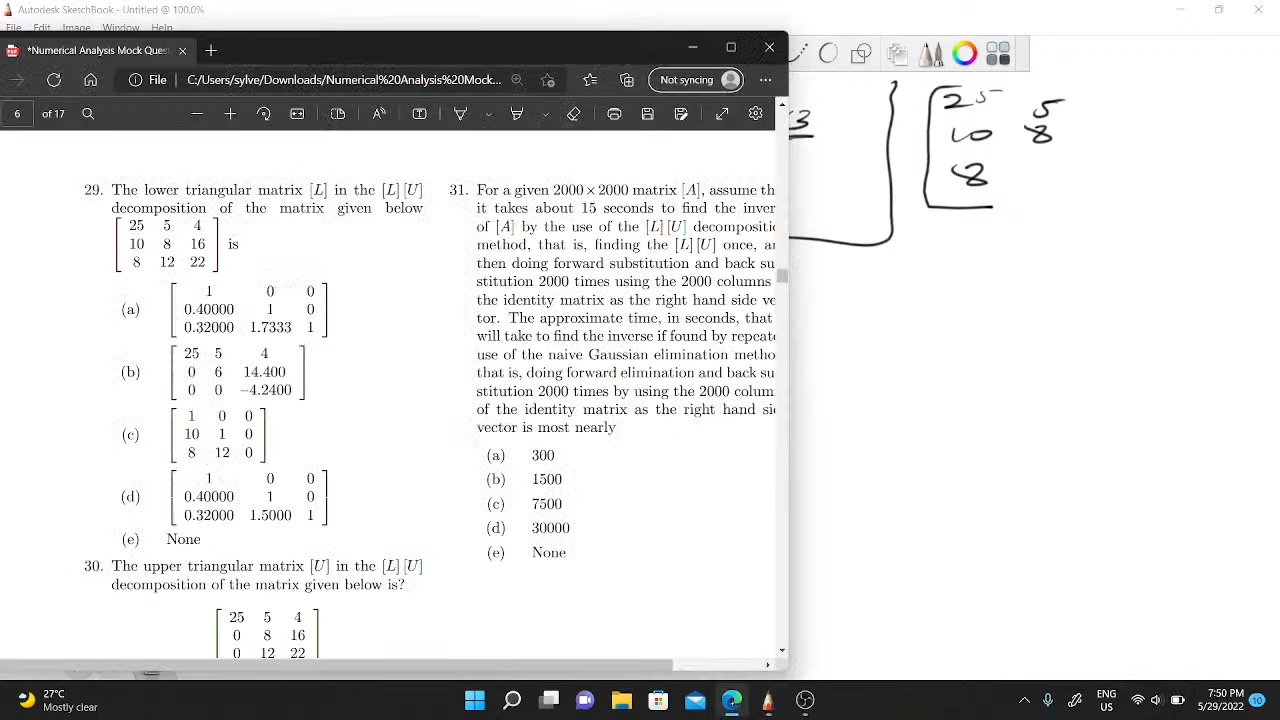 Autodesk SketchBook - Untitled @ 100%
File Edit Image Window Help
*Numerical Analysis Mock Quest
File C:/Users/sylve/Downloads/Numerical%20Analysis%20Mock...
Not syncing
6 of 17
29. The lower triangular matrix [L] in the [L][U]
decomposition of the matrix given below
25 5 4
10 8 16 is
8 12 22
1 0 0
(a) 0.40000 1 0
0.32000 1.7333 1
25 5 4
(b) 0 6 14.400
0 0 −4.2400
1 0 0
(c) 10 1 0
8 12 0
1 0 0
(d) 0.40000 1 0
0.32000 1.5000 1
(e) None
30. The upper triangular matrix [U] in the [L][U]
decomposition of the matrix given below is?
25 5 4
0 8 16
0 12 22
31. For a given 2000×2000 matrix [A], assume th
it takes about 15 seconds to find the inver
of [A] by the use of the [L][U] decompositi
method, that is, finding the [L][U] once, an
then doing forward substitution and back su
stitution 2000 times using the 2000 columns
the identity matrix as the right hand side ve
tor. The approximate time, in seconds, that
will take to find the inverse if found by repeate
use of the naive Gaussian elimination metho
that is, doing forward elimination and back su
stitution 2000 times by using the 2000 colum
of the identity matrix as the right hand sid
vector is most nearly
(a) 300
(b) 1500
(c) 7500
(d) 30000
(e) None
3
25 5
10 8
8
27°C
Mostly clear
ENG
US
7:50 PM
5/29/2022
10